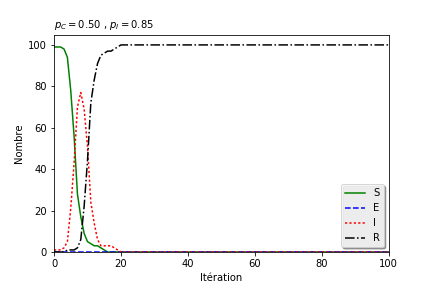 p_C = 0.50 , p_I = 0.85
100
80
60
40
20
0
Nombre
S
E
I
R
0 20 40 60 80 100
Itération